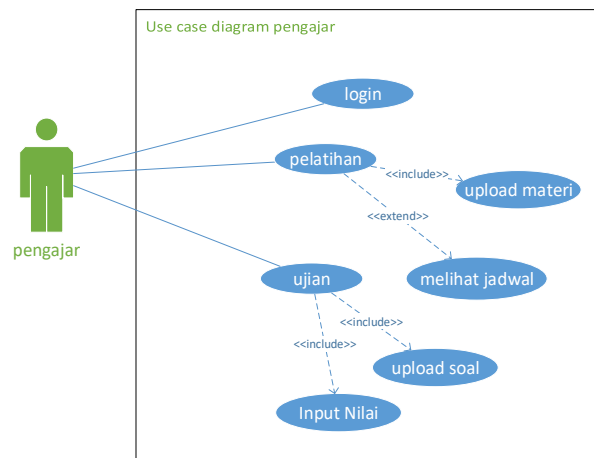 Use case diagram pengajar
login
pelatihan
<<include>>
upload materi
<<extend>>
pengajar
ujian
melihat jadwal
<<include>>
<<include>>
upload soal
Input Nilai